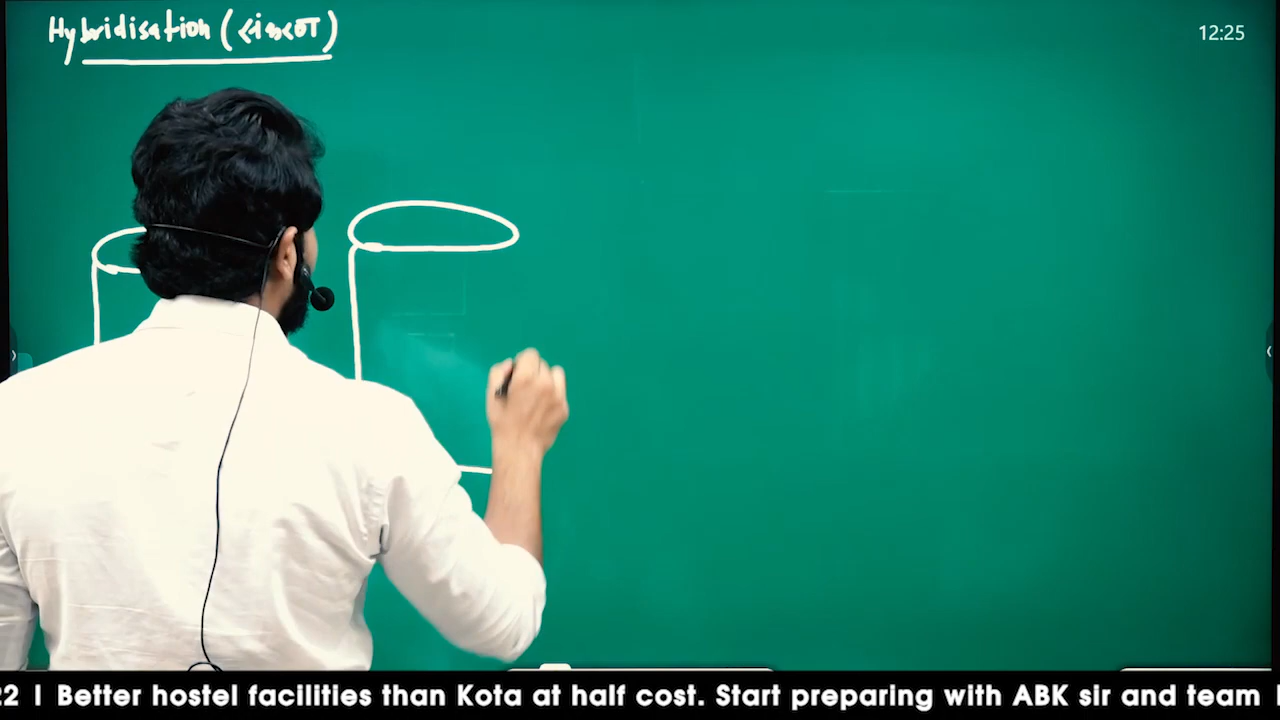 Hybridisation (
12:25
22 | Better hostel facilities than Kota at half cost. Start preparing with ABK sir and team